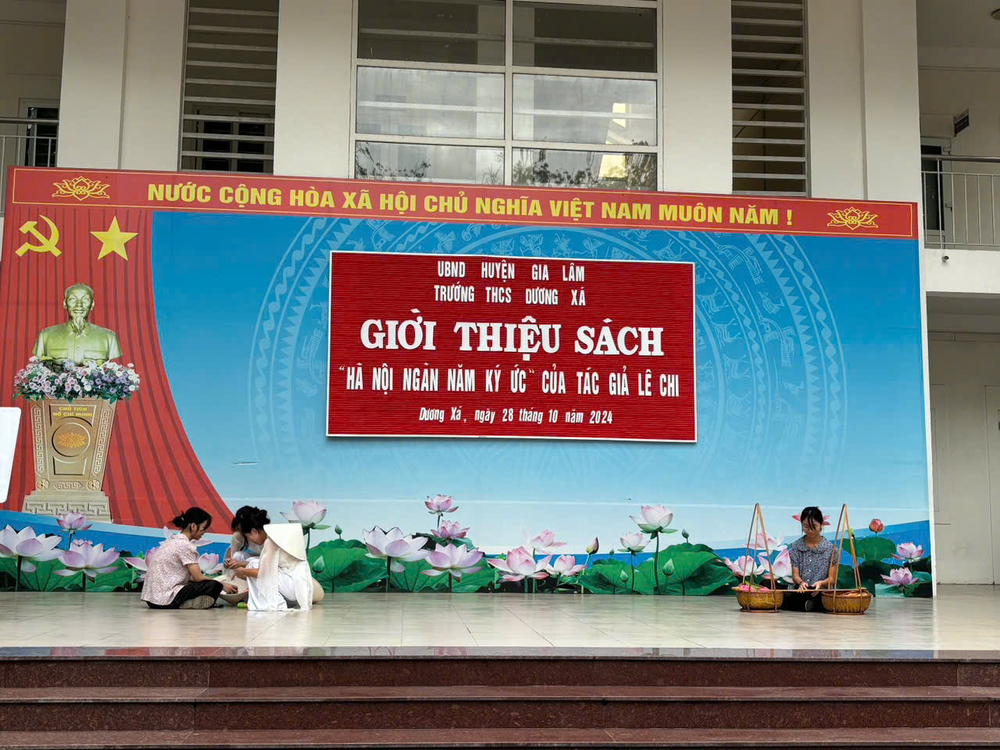 NƯỚC CỘNG HÒA XÃ HỘI CHỦ NGHĨA VIỆT NAM MUÔN NĂM !
UBND HUYỆN GIA LÂM
TRƯỜNG THCS DƯƠNG XÁ
GIỚI THIỆU SÁCH
"HÀ NỘI NGÀN NĂM KÝ ỨC" CỦA TÁC GIẢ LÊ CHI
Dương Xá, ngày 28 tháng 10 năm 2024
CHỦ TỊCH
HỒ CHÍ MINH